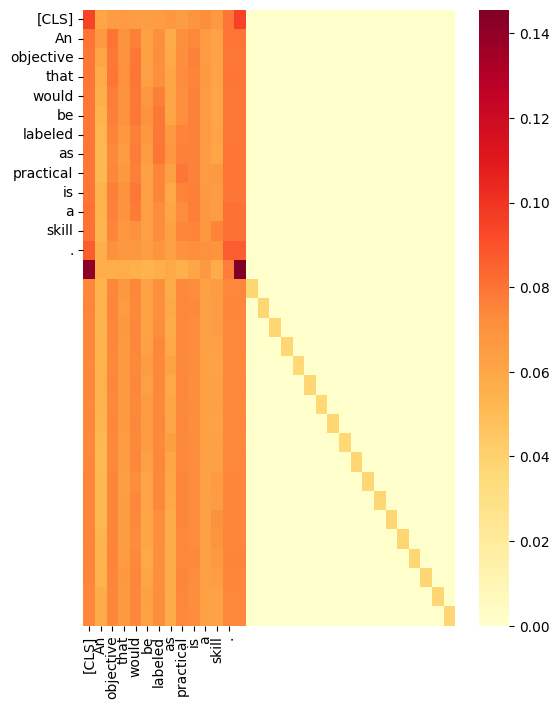 [CLS]
An
objective
that
would
be
labeled
as
practical
is
a
skill
.
[CLS]
An
objective
that
would
be
labeled
as
practical
is
a
skill
.
0.14
0.12
0.10
0.08
0.06
0.04
0.02
0.00